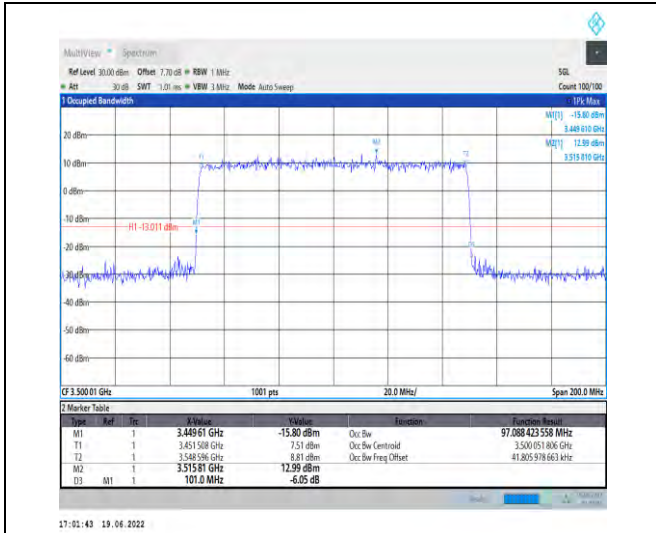 MultiView Spectrum
Ref Level 30.00 dBm Offset 7.70 dB RBW 1 MHz SGL
Att 30 dB SWT 1.01 ms VBW 3 MHz Mode Auto Sweep Count 100/100
1 Occupied Bandwidth 1Pk Max
M1[1] -15.80 dBm
3.449 610 GHz
M2[1] 12.99 dBm
3.515 810 GHz
20 dBm
10 dBm
0 dBm
-10 dBm
H1 -13.011 dBm
-20 dBm
-30 dBm
-40 dBm
-50 dBm
-60 dBm
T1
M2
T2
M1
D3
CF 3.500 01 GHz 1001 pts 20.0 MHz/ Span 200.0 MHz
2 Marker Table
Type Ref Trc X-Value Y-Value Function Function Result
M1 1 3.449 61 GHz -15.80 dBm Occ Bw 97.088 423 558 MHz
T1 1 3.451 508 GHz 7.51 dBm Occ Bw Centroid 3.500 051 806 GHz
T2 1 3.548 596 GHz 8.81 dBm Occ Bw Freq Offset 41.805 978 663 kHz
M2 1 3.515 81 GHz 12.99 dBm
D3 M1 1 101.0 MHz -6.05 dB
17:01:43 19.06.2022